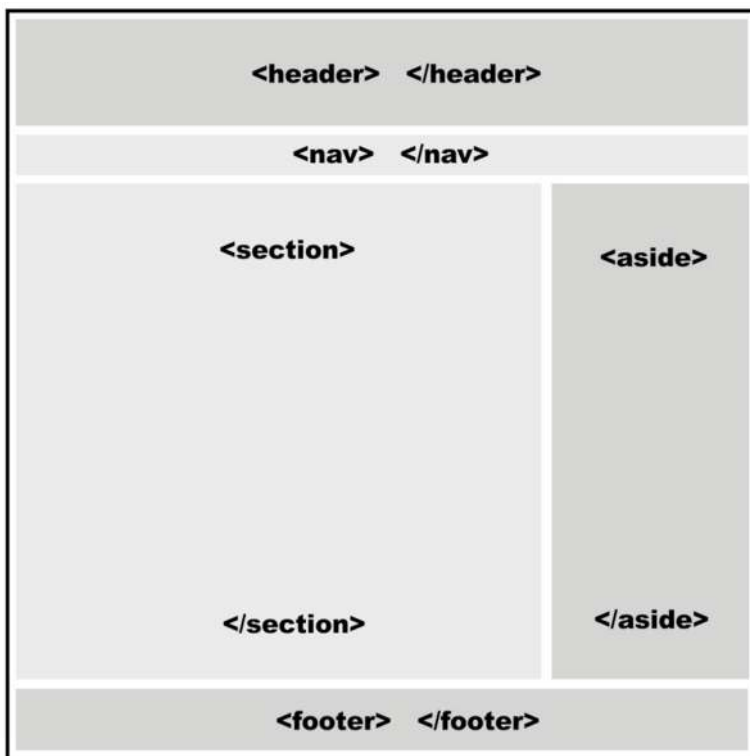 <header> </header>
<nav> </nav>
<section>
</section>
<aside>
</aside>
<footer> </footer>